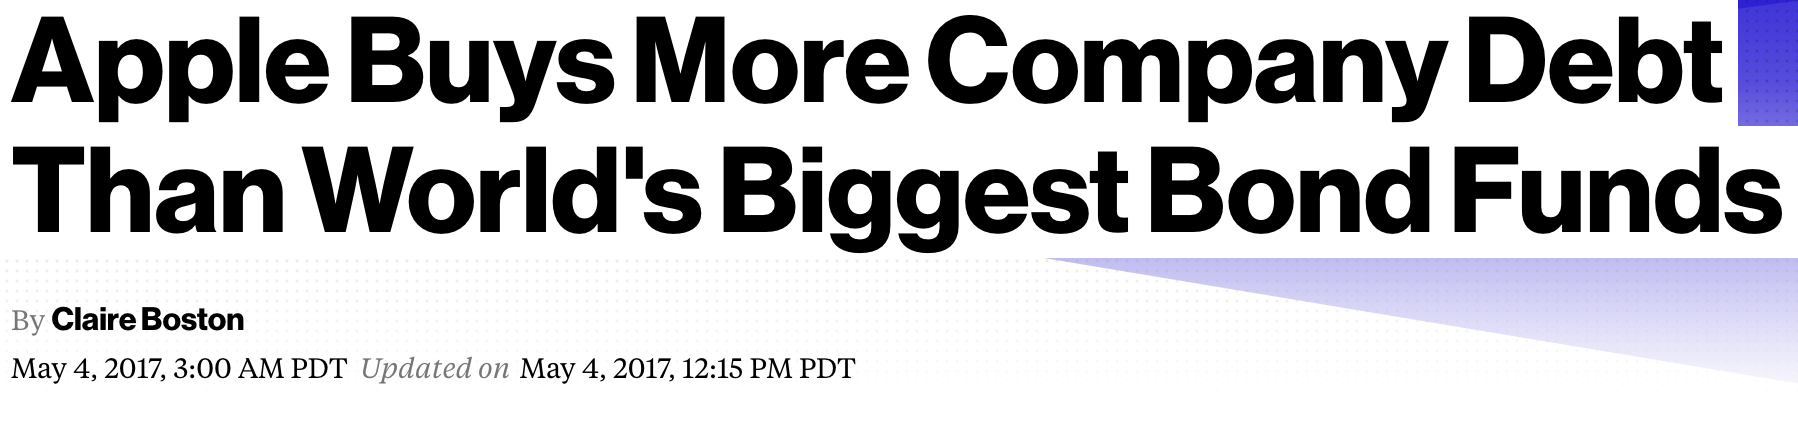 Apple Buys More Company Debt
Than World's Biggest Bond Funds
By Claire Boston
May 4, 2017, 3:00 AM PDT Updated on May 4, 2017, 12:15 PM PDT